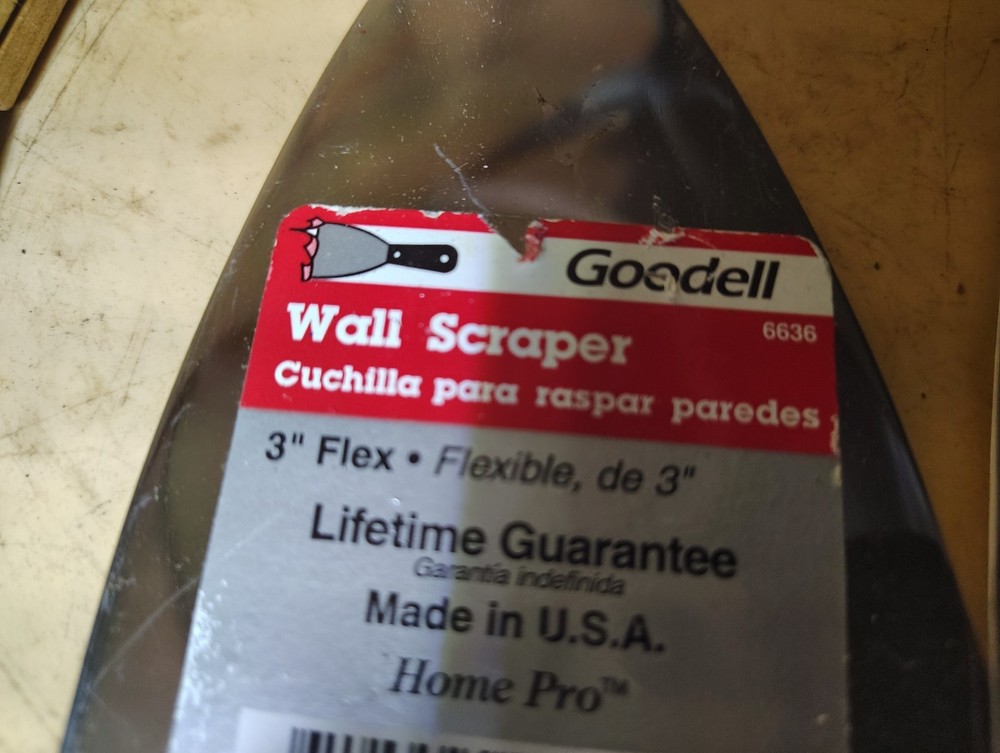 Goodell
6636
Wall Scraper
Cuchilla para raspar paredes
3" Flex • Flexible, de 3"
Lifetime Guarantee
Garantía indefinida
Made in U.S.A.
Home Pro™